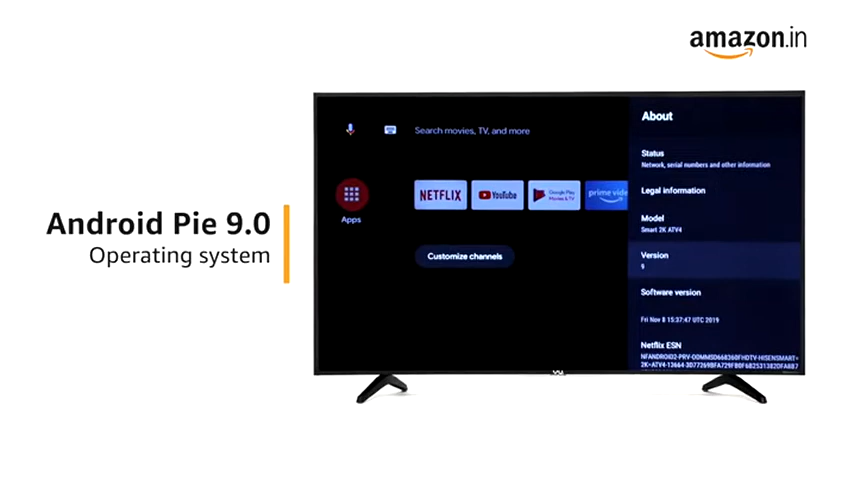 amazon.in
Android Pie 9.0
Operating system
Search movies, TV, and more
NETFLIX
YouTube
Google Play
Movies & TV
prime video
Apps
Customize channels
About
Status
Network, serial numbers and other information
Legal information
Model
Smart 2K ATV4
Version
9
Software version
Fri Nov 8 15:37:47 UTC 2019
Netflix ESN
VU